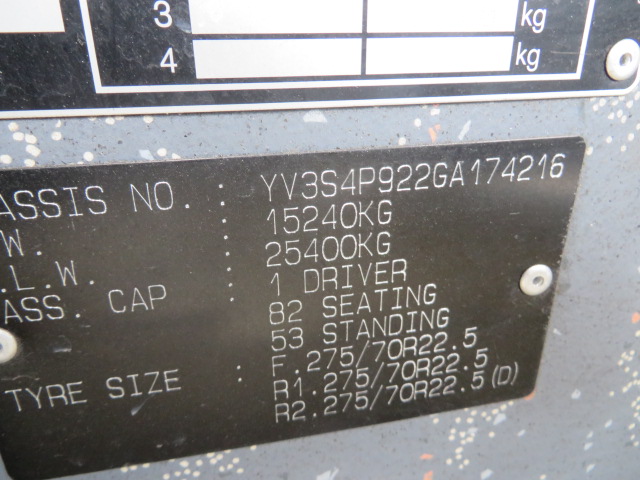 3 kg
4 kg
ASSIS NO. : YV3S4P922GA174216
.W. : 15240KG
.L.W. : 25400KG
ASS. CAP : 1 DRIVER
82 SEATING
53 STANDING
TYRE SIZE : F.275/70R22.5
R1.275/70R22.5
R2.275/70R22.5(D)